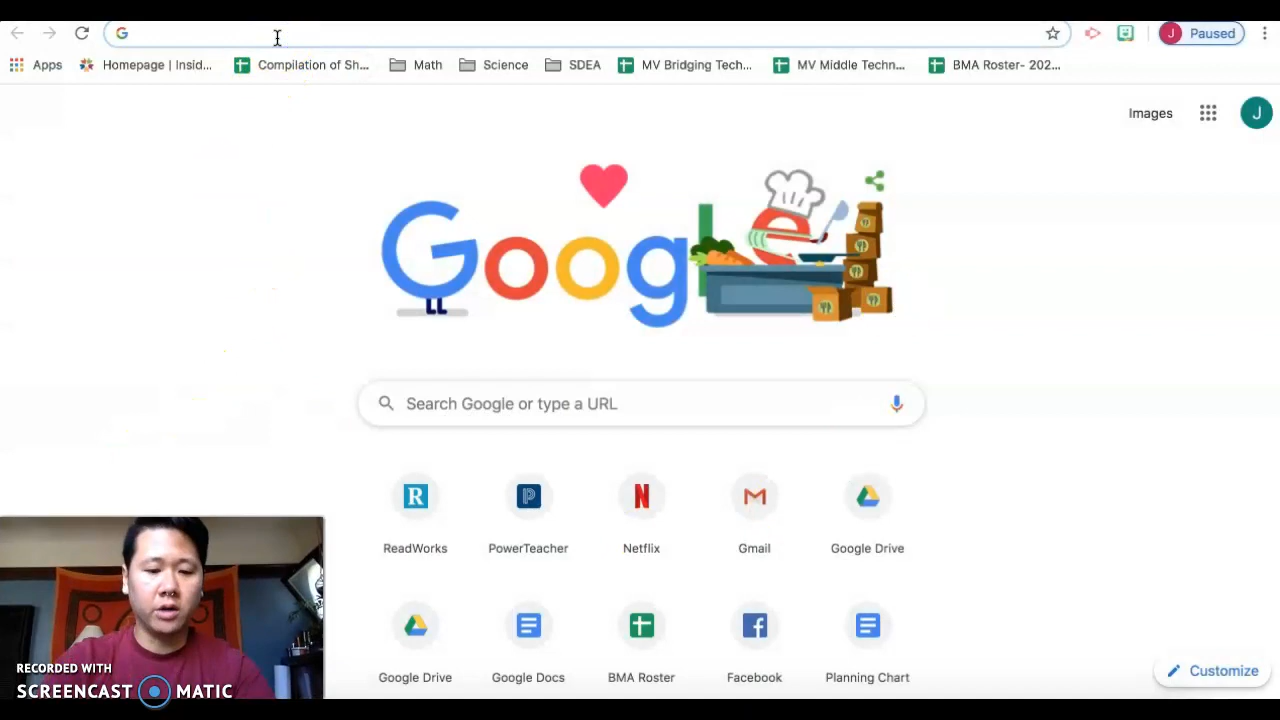 J Paused
Apps Homepage | Insid... Compilation of Sh... Math Science SDEA MV Bridging Tech... MV Middle Techn... BMA Roster- 202...
Images J
Google
Search Google or type a URL
ReadWorks PowerTeacher Netflix Gmail Google Drive
Google Drive Google Docs BMA Roster Facebook Planning Chart
Customize
RECORDED WITH
SCREENCAST MATIC